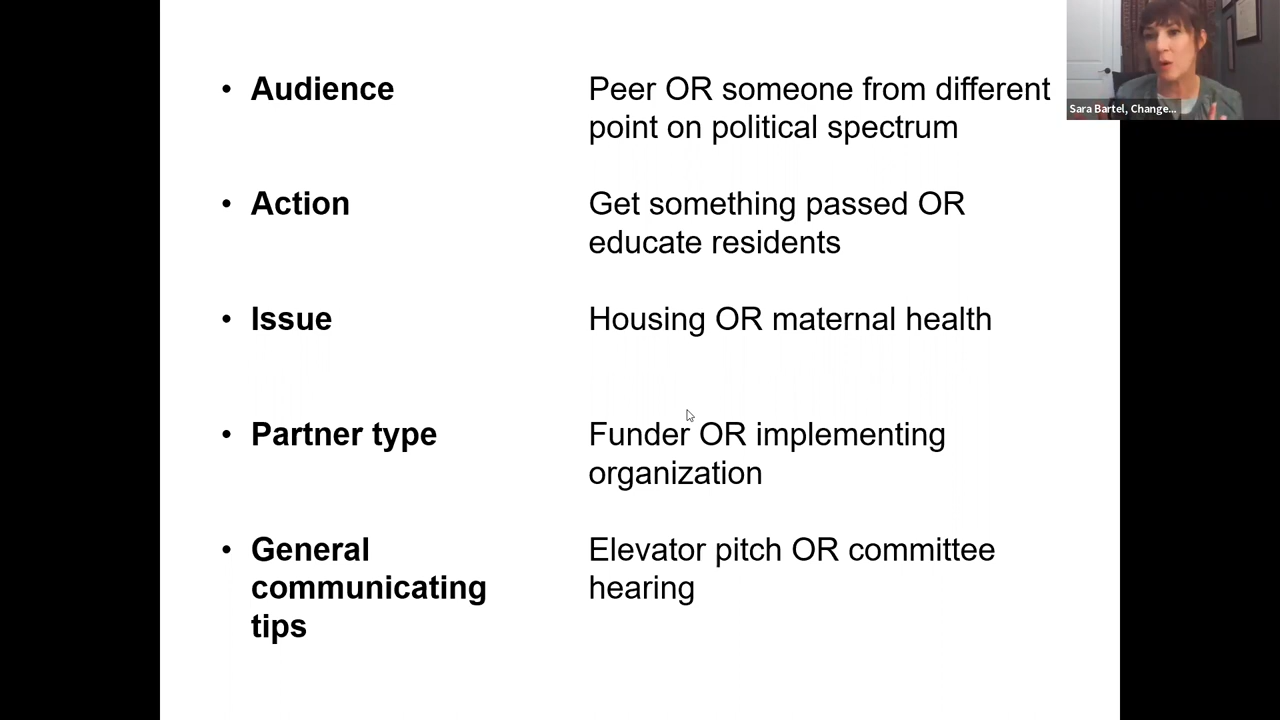 • Audience Peer OR someone from different
point on political spectrum
• Action Get something passed OR
educate residents
• Issue Housing OR maternal health
• Partner type Funder OR implementing
organization
• General Elevator pitch OR committee
communicating hearing
tips
Sara Bartel, Change...